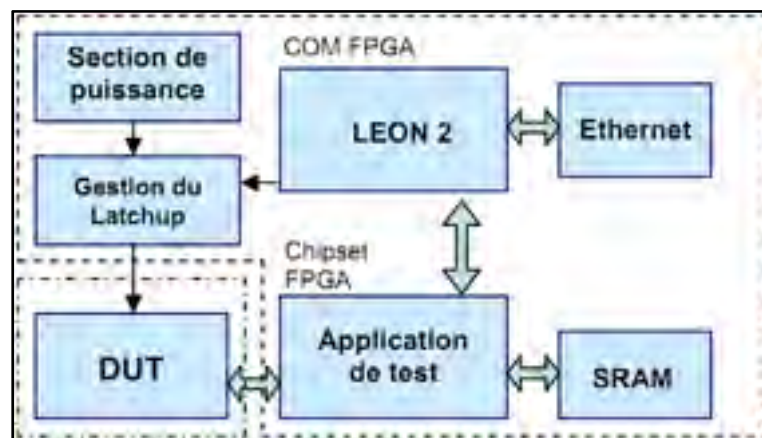 Section de
puissance
COM FPGA
LEON 2
Ethernet
Gestion du
Latchup
Chipset
FPGA
DUT
Application
de test
SRAM